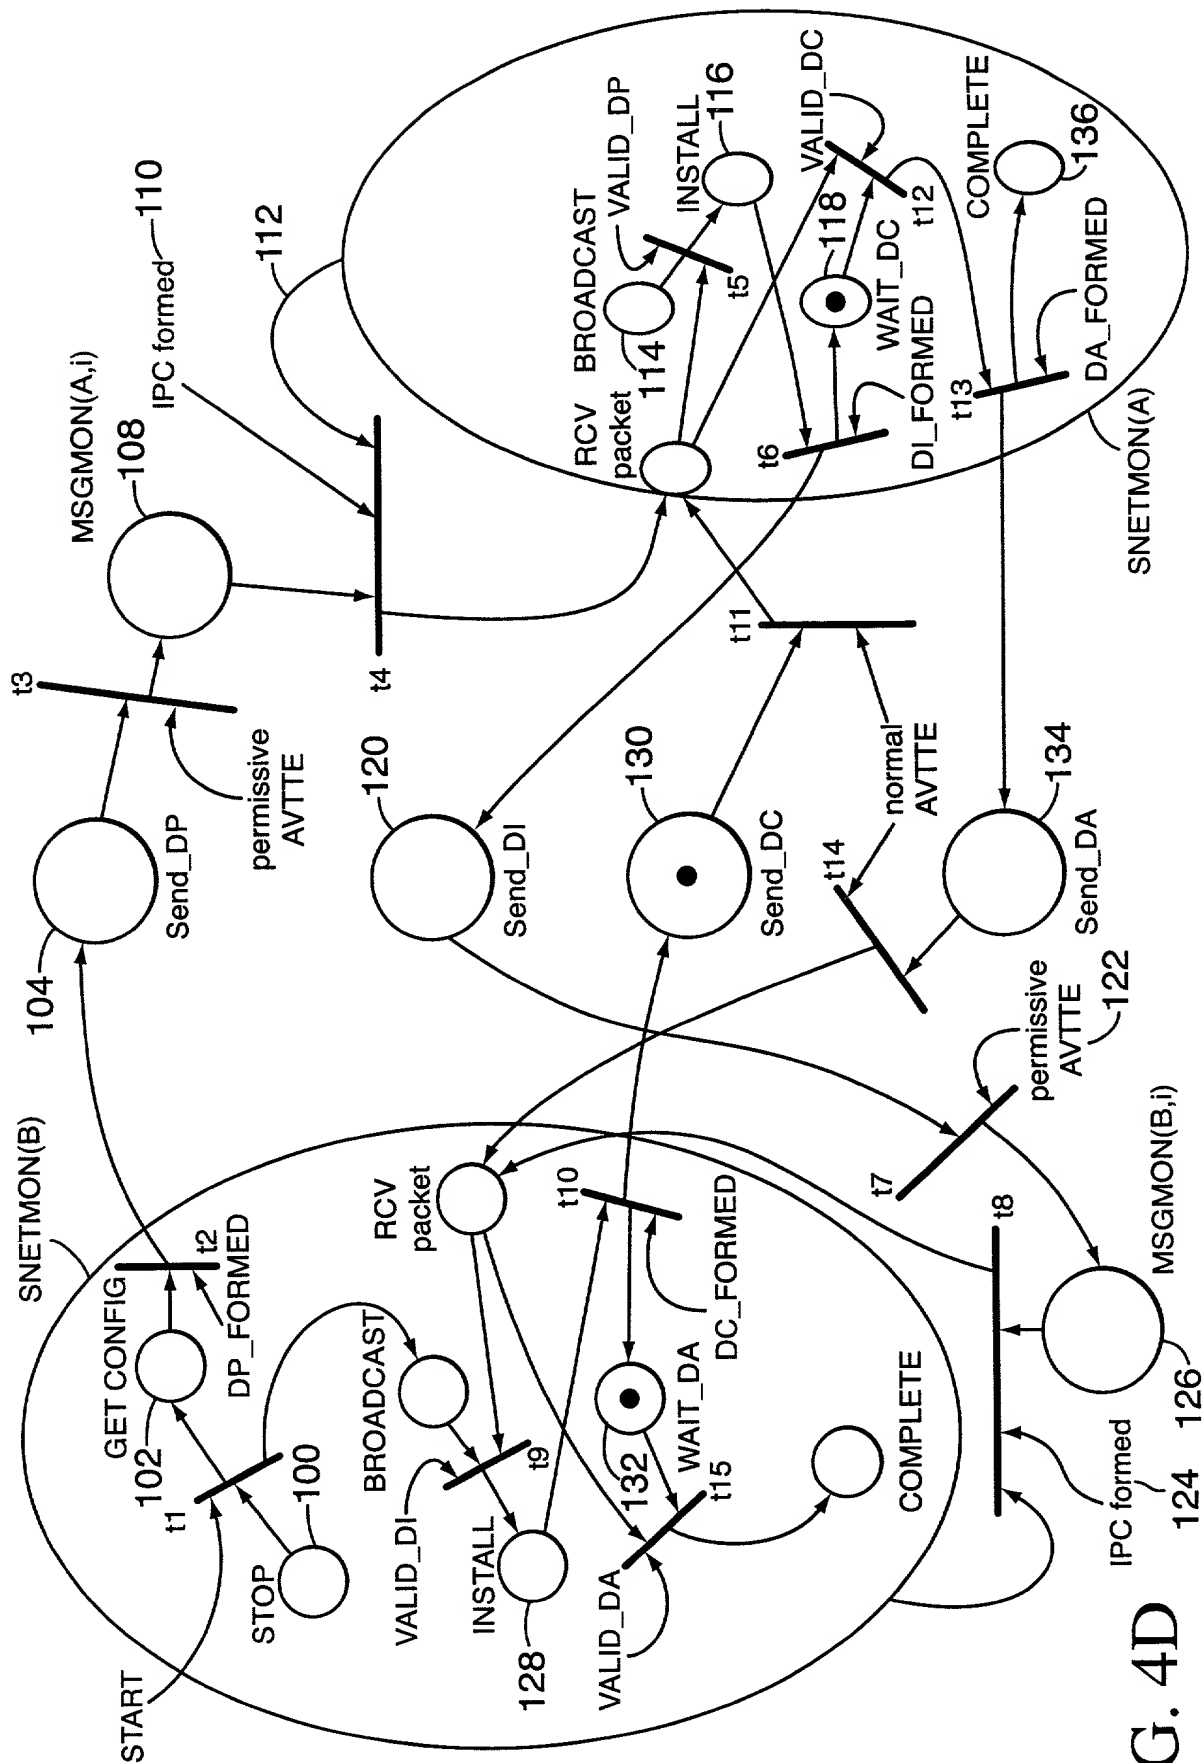 START
SNETMON(B)
t1
STOP
100
102
GET CONFIG
DP_FORMED
t2
104
Send_DP
t3
permissive
AVTTE
MSGMON(A,i)
108
IPC formed
110
t4
112
BROADCAST
VALID_DI
t9
INSTALL
128
RCV
packet
t10
DC_FORMED
WAIT_DA
132
VALID_DA
t15
COMPLETE
120
Send_DI
130
Send_DC
t11
normal
AVTTE
t14
134
Send_DA
permissive
AVTTE
122
t7
t8
MSGMON(B,i)
126
IPC formed
124
RCV
packet
BROADCAST
114
VALID_DP
t5
INSTALL
116
118
WAIT_DC
t6
DI_FORMED
VALID_DC
t12
COMPLETE
136
t13
DA_FORMED
SNETMON(A)
G. 4D